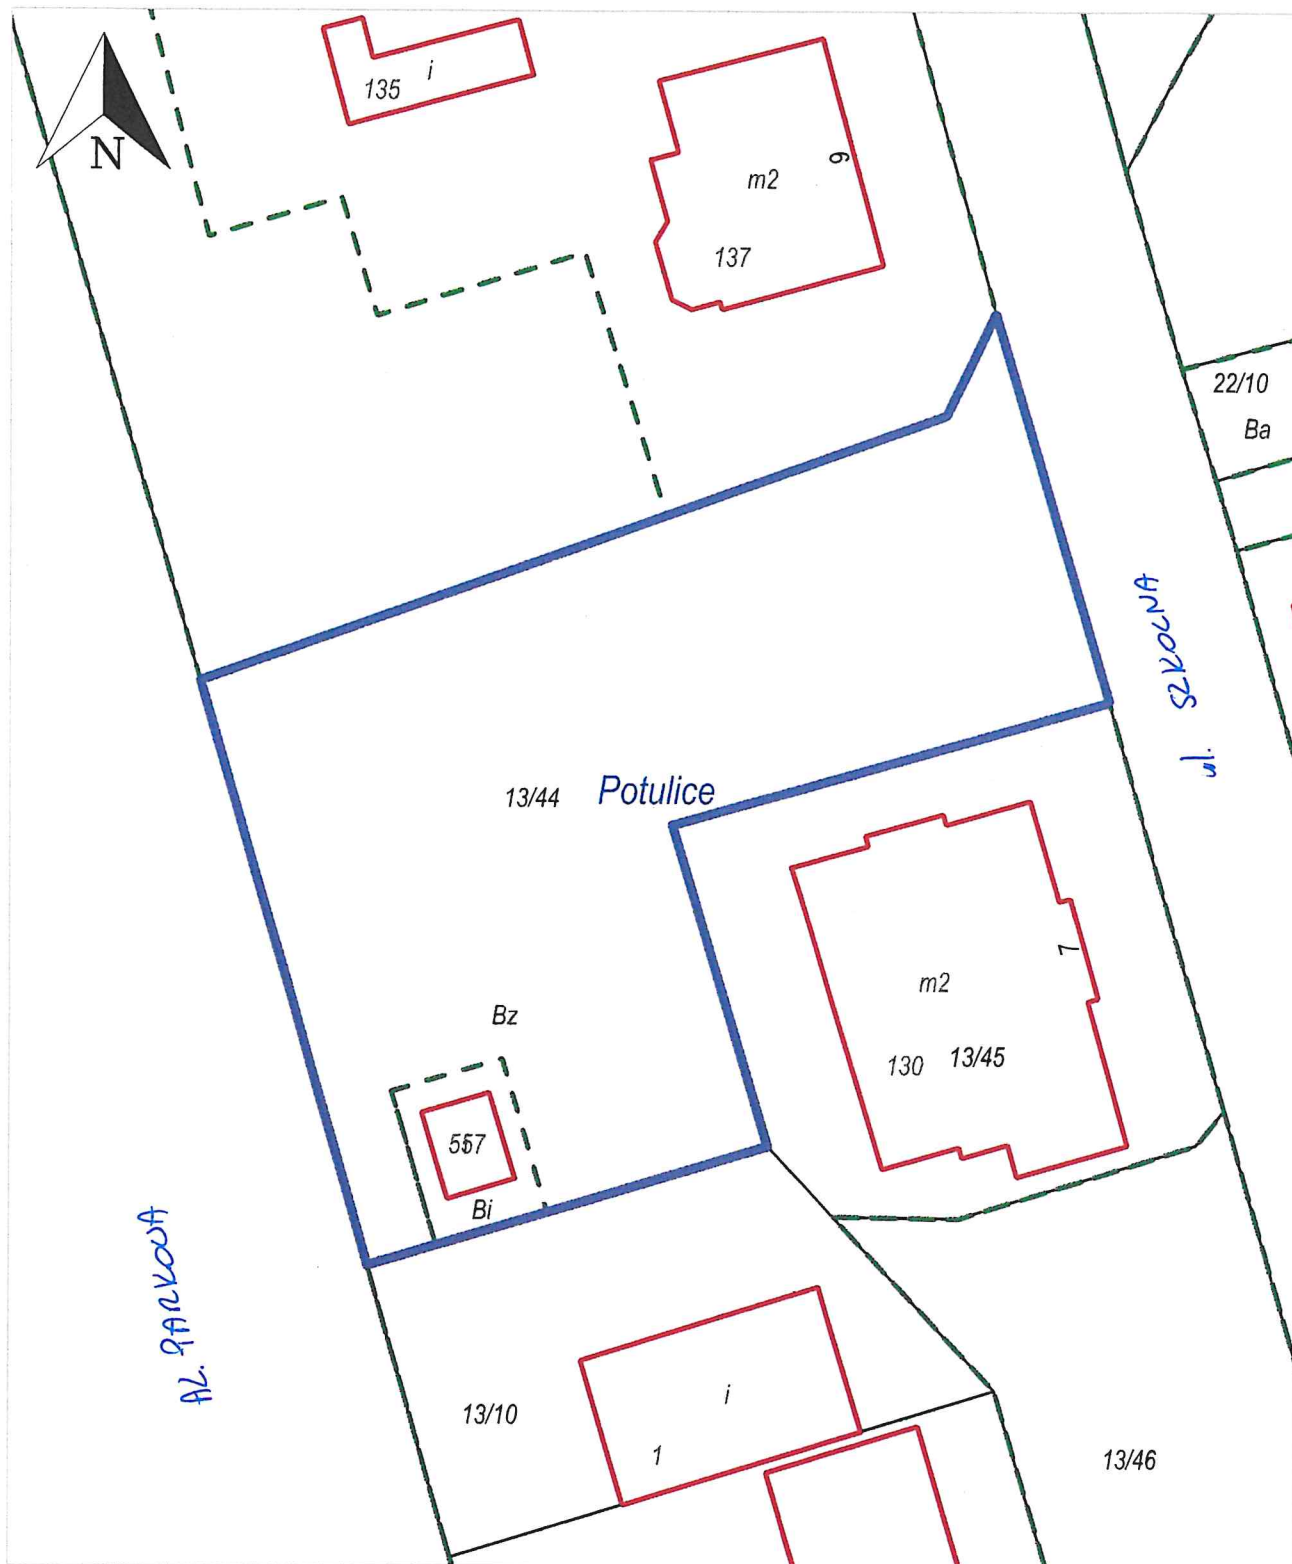 135
i
N
m2
9
137
22/10
Ba
ul. SZKOLNA
13/44
Potulice
m2
7
Bz
130
13/45
557
Bi
AL. PARKOWA
13/10
i
1
13/46